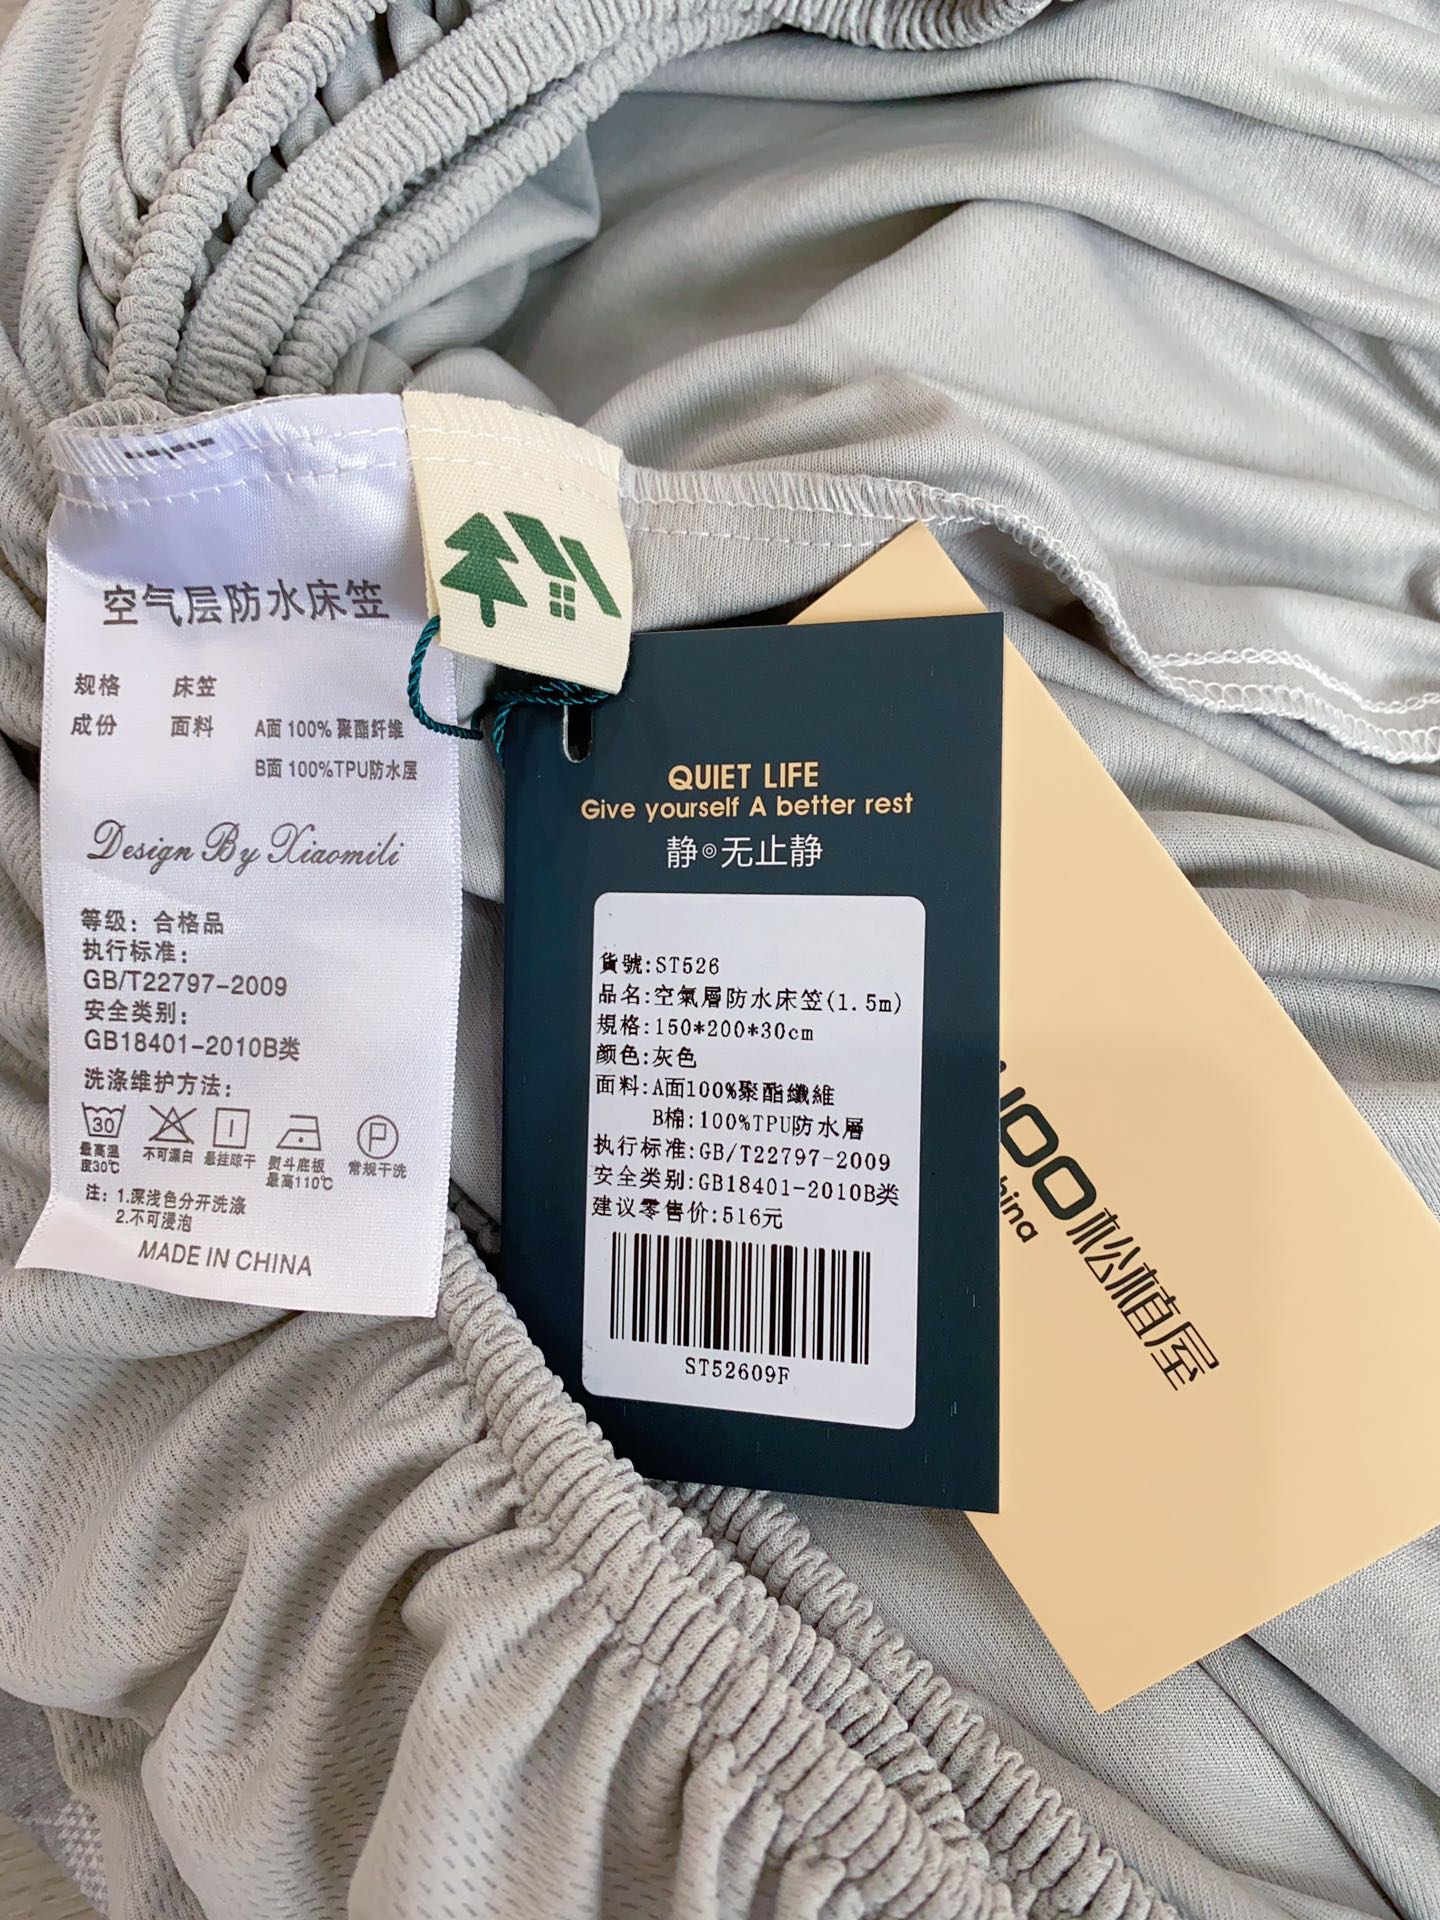 空气层防水床笠
规格 床笠
成份 面料 A面 100% 聚酯纤维
B面 100%TPU防水层
Design By Xiaomili
等级: 合格品
执行标准:
GB/T22797-2009
安全类别:
GB18401-2010B类
洗涤维护方法:
30
最高温度30℃
不可漂白
悬挂晾干
熨斗底板最高110℃
P
常规干洗
注: 1.深浅色分开洗涤
2.不可浸泡
MADE IN CHINA
QUIET LIFE
Give yourself A better rest
静◎无止静
貨號:ST526
品名:空氣層防水床笠(1.5m)
規格:150*200*30cm
颜色:灰色
面料:A面100%聚酯纖維
B棉:100%TPU防水層
执行标准:GB/T22797-2009
安全类别:GB18401-2010B类
建议零售价:516元
ST52609F
松植屋